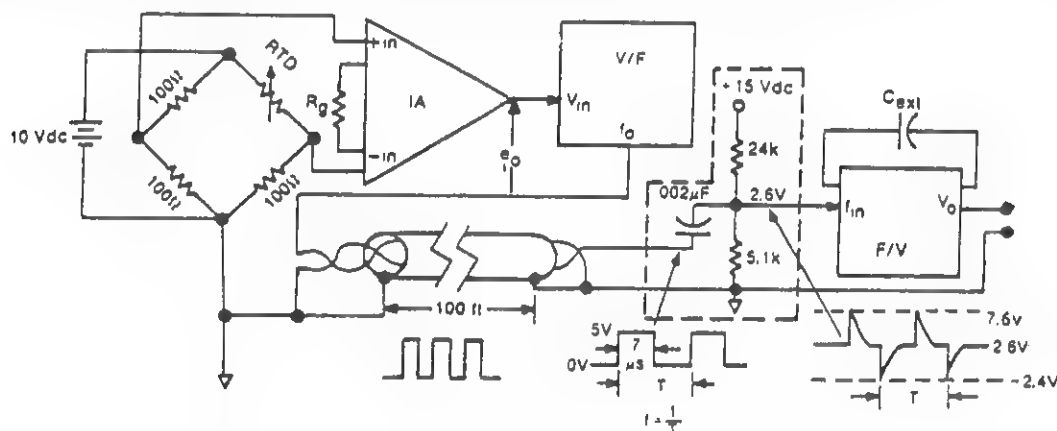 10 Vdc
100Ω
RTD
100Ω
100Ω
Rg
+in
-in
IA
eo
V/F
Vin
fo
+15 Vdc
24k
.002µF
2.6V
5.1k
Cext
fin
Vo
F/V
100 ft
5V
0V
7
µs
T
f = 1/T
7.6V
2.6V
-2.4V
T